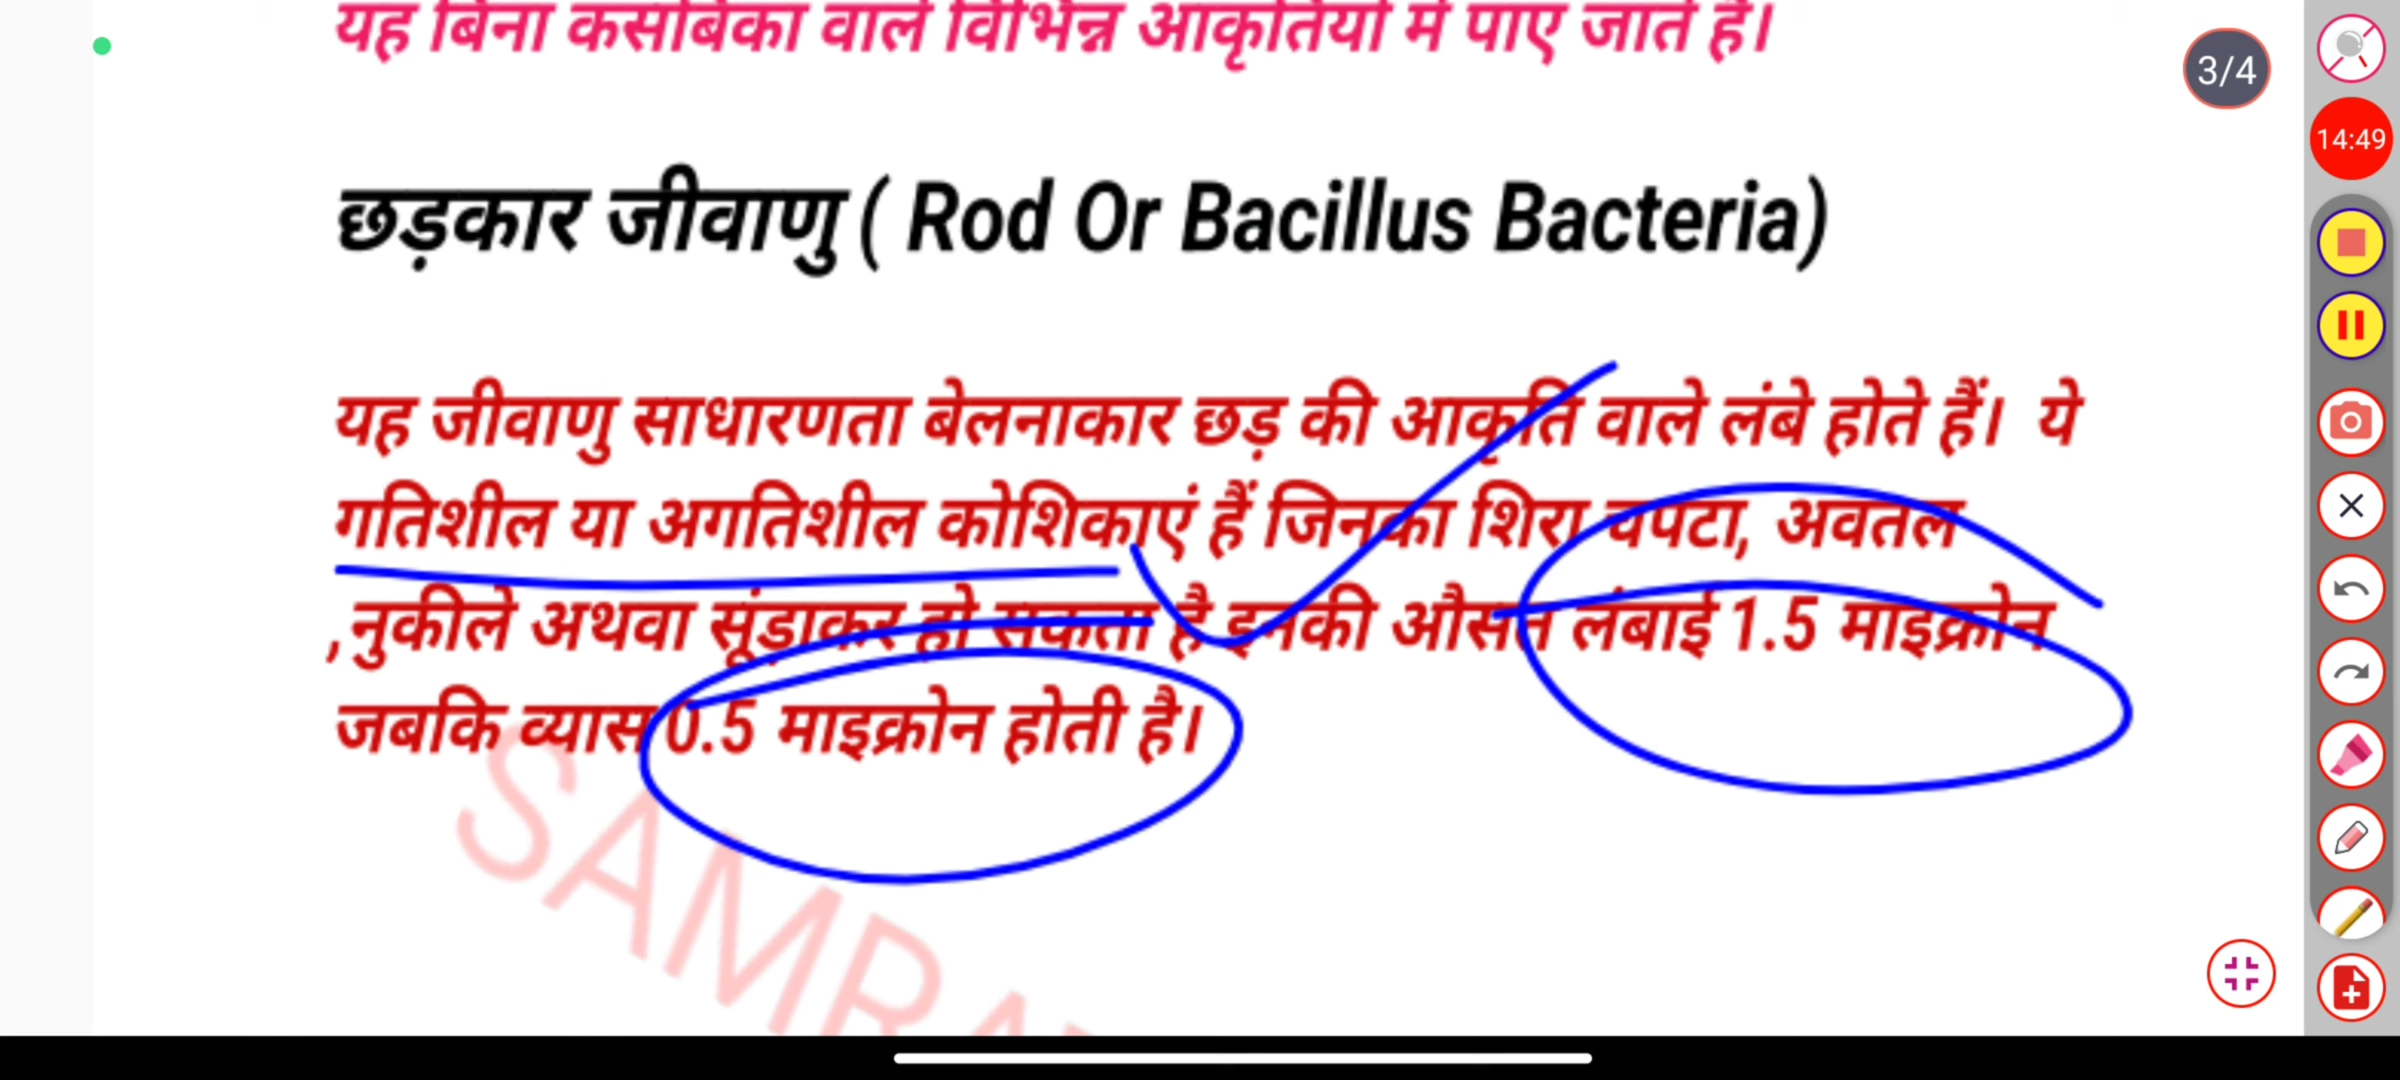 यह बिना कसाबिका वाले विभिन्न आकृतियों में पाए जाते हैं।
3/4
14:49
छड़कार जीवाणु ( Rod Or Bacillus Bacteria)
यह जीवाणु साधारणता बेलनाकार छड़ की आकृति वाले लंबे होते हैं। ये
गतिशील या अगतिशील कोशिकाएं हैं जिनका शिरा चपटा, अवतल
,नुकीले अथवा सूंडाकर हो सकता है इनकी औसत लंबाई 1.5 माइक्रोन
जबकि व्यास 0.5 माइक्रोन होती है।